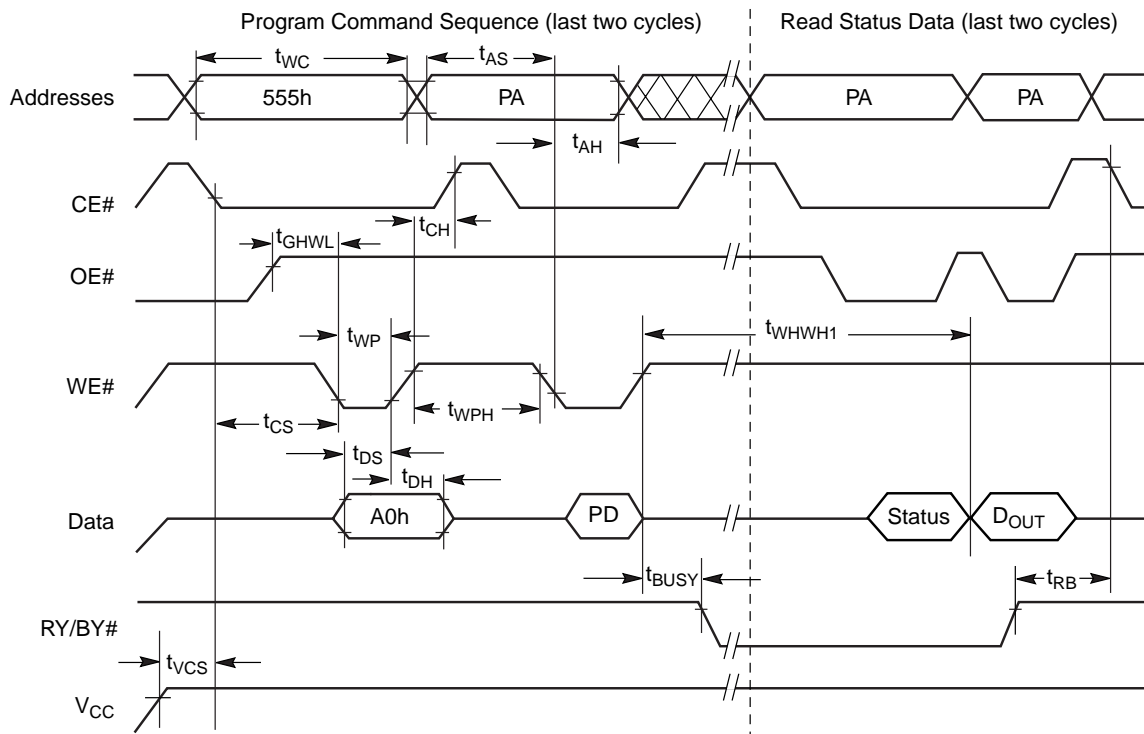 Program Command Sequence (last two cycles)
Read Status Data (last two cycles)
tWC
tAS
Addresses
555h
PA
PA
PA
tAH
CE#
tCH
tGHWL
OE#
tWP
tWHWH1
WE#
tCS
tWPH
tDS
tDH
Data
A0h
PD
Status
DOUT
tBUSY
tRB
RY/BY#
tVCS
VCC